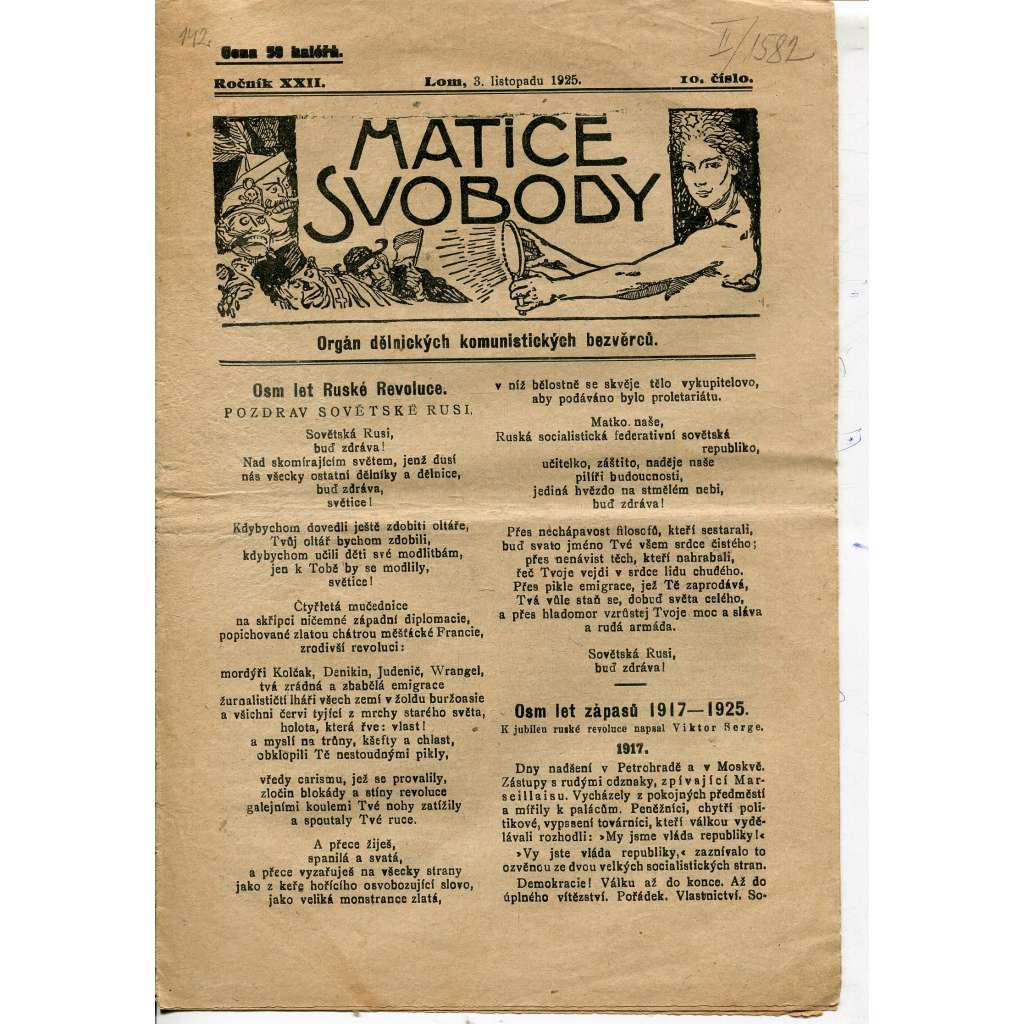 142.
II/1582
Cena 50 haléřů.
Ročník XXII. Lom, 3. listopadu 1925. 10. číslo.
MATICE
SVOBODY
Orgán dělnických komunistických bezvěrců.
Osm let Ruské Revoluce.
POZDRAV SOVĚTSKÉ RUSI.
Sovětská Rusi,
buď zdráva!
Nad skomírajícím světem, jenž dusí
nás všecky ostatní dělníky a dělnice,
buď zdráva,
světice!
Kdybychom dovedli ještě zdobiti oltáře,
Tvůj oltář bychom zdobili,
kdybychom učili děti své modlitbám,
jen k Tobě by se modlily,
světice!
Čtyřletá mučednice
na skřipci ničemné západní diplomacie,
popichované zlatou chátrou měšťácké Francie,
zrodivší revoluci:
mordýři Kolčak, Denikin, Judenič, Wrangel,
tvá zrádná a zbabělá emigrace
žurnalističtí lháři všech zemí v žoldu buržoasie
a všichni červi tyjící z mrchy starého světa,
holota, která řve: vlast!
a myslí na trůny, kšefty a chlast,
obklopili Tě nestoudnými pikly,
vředy carismu, jež se provalily,
zločin blokády a stíny revoluce
galejními koulemi Tvé nohy zatížily
a spoutaly Tvé ruce.
A přece žiješ,
spanilá a svatá,
a přece vyzařuješ na všecky strany
jako z keře hořícího osvobozující slovo,
jako veliká monstrance zlatá,
v níž bělostně se skvěje tělo vykupitelovo,
aby podáváno bylo proletariátu.
Matko naše,
Ruská socialistická federativní sovětská
republiko,
učitelko, záštito, naděje naše
pilíři budoucnosti,
jediná hvězdo na stmělém nebi,
buď zdráva!
Přes nechápavost filosofů, kteří sestarali,
buď svato jméno Tvé všem srdce čistého;
přes nenávist těch, kteří nahrabali,
řeč Tvoje vejdi v srdce lidu chudého.
Přes pikle emigrace, jež Tě zaprodává,
Tvá vůle staň se, dobuď světa celého,
a přes hladomor vzrůstej Tvoje moc a sláva
a rudá armáda.
Sovětská Rusi,
buď zdráva!
Osm let zápasů 1917—1925.
K jubileu ruské revoluce napsal Viktor Serge.
1917.
Dny nadšení v Petrohradě a v Moskvě.
Zástupy s rudými odznaky, zpívající Mar-
seillaisu. Vycházely z pokojných předměstí
a mířily k palácům. Peněžníci, chytří poli-
tikové, vypasení továrníci, kteří válkou vydě-
lávali rozhodli: »My jsme vláda republiky!«
»Vy jste vláda republiky,« zaznívalo to
ozvěnou ze dvou velkých socialistických stran.
Demokracie! Válku až do konce. Až do
úplného vítězství. Pořádek. Vlastnictví. So-